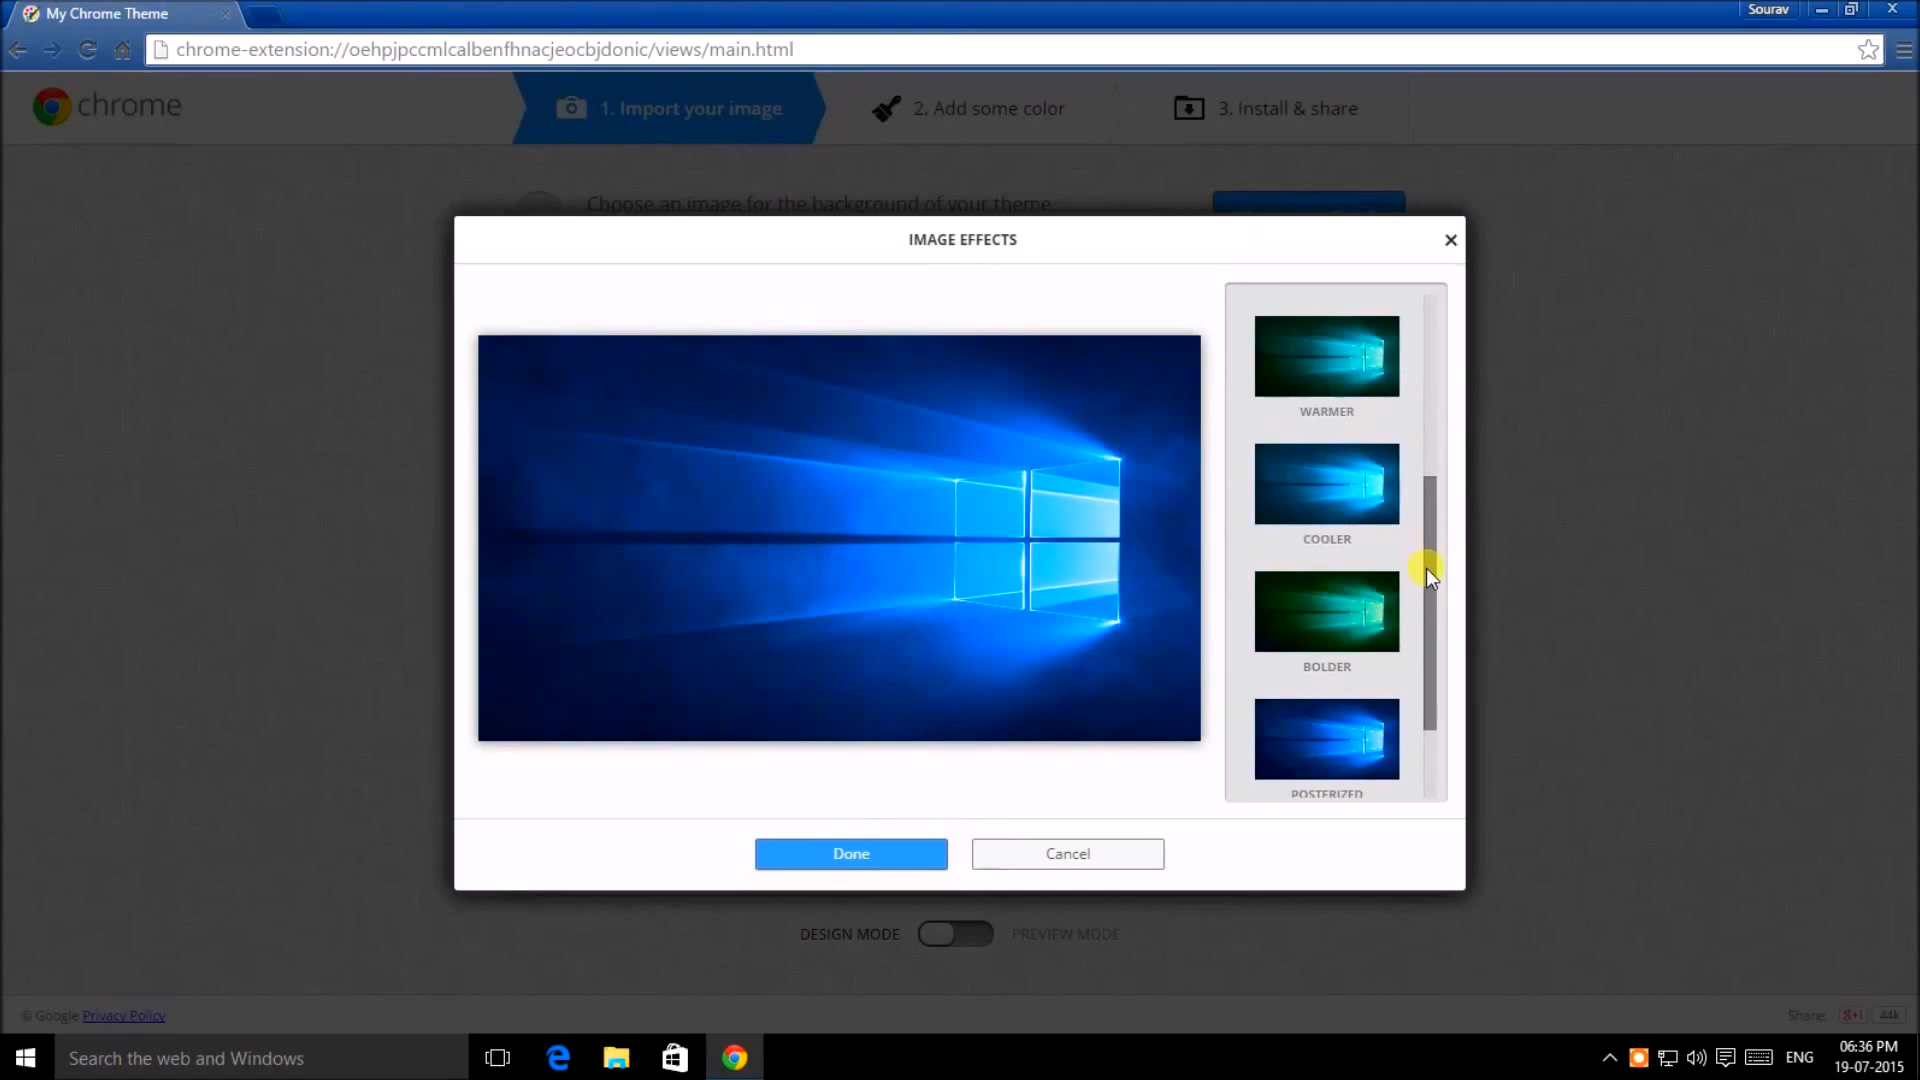 My Chrome Theme
Sourav
chrome-extension://oehpjpccmlcalbenfhnacjeocbjdonic/views/main.html
chrome
1. Import your image
2. Add some color
3. Install & share
Choose an image for the background of your theme
IMAGE EFFECTS
WARMER
COOLER
BOLDER
POSTERIZED
Done
Cancel
DESIGN MODE
PREVIEW MODE
© Google Privacy Policy
Share: g+1 44k
Search the web and Windows
ENG
06:36 PM
19-07-2015